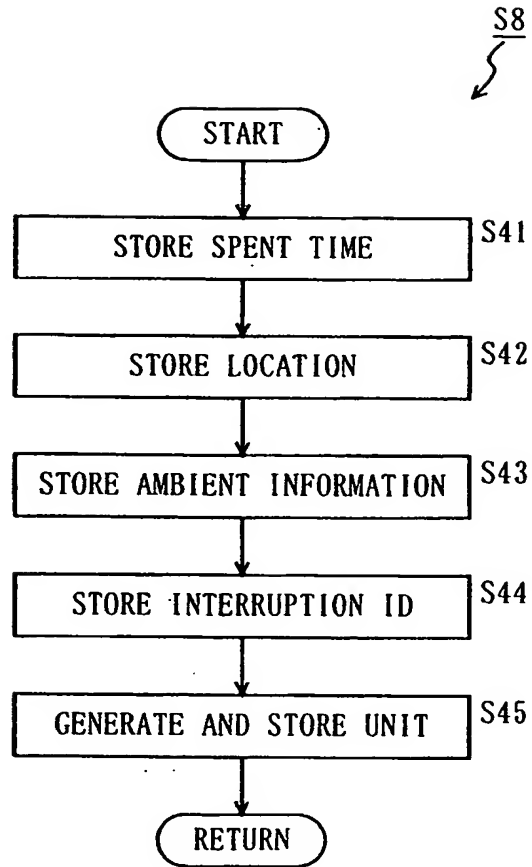 S8
START
STORE SPENT TIME S41
STORE LOCATION S42
STORE AMBIENT INFORMATION S43
STORE INTERRUPTION ID S44
GENERATE AND STORE UNIT S45
RETURN